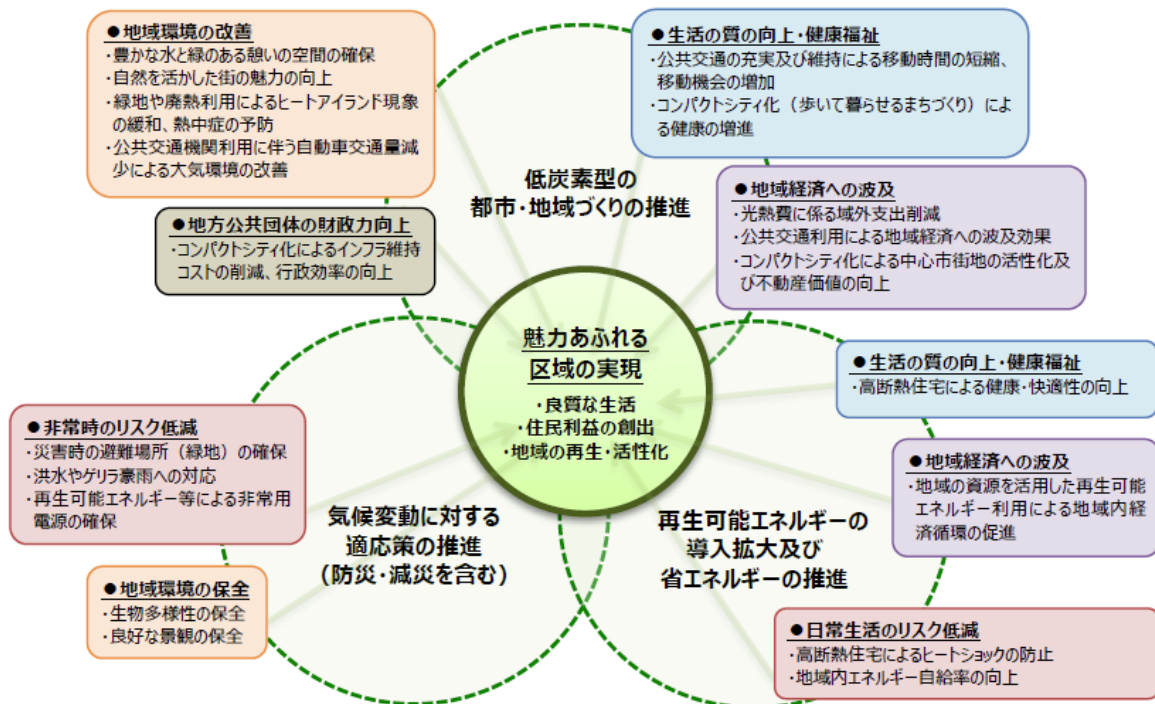 ●地域環境の改善
・豊かな水と緑のある憩いの空間の確保
・自然を活かした街の魅力の向上
・緑地や廃熱利用によるヒートアイランド現象
の緩和、熱中症の予防
・公共交通機関利用に伴う自動車交通量減
少による大気環境の改善
●地方公共団体の財政力向上
・コンパクトシティ化によるインフラ維持
コストの削減、行政効率の向上
低炭素型の
都市・地域づくりの推進
●生活の質の向上・健康福祉
・公共交通の充実及び維持による移動時間の短縮、
移動機会の増加
・コンパクトシティ化（歩いて暮らせるまちづくり）によ
る健康の増進
●地域経済への波及
・光熱費に係る域外支出削減
・公共交通利用による地域経済への波及効果
・コンパクトシティ化による中心市街地の活性化及
び不動産価値の向上
魅力あふれる
区域の実現
・良質な生活
・住民利益の創出
・地域の再生・活性化
●非常時のリスク低減
・災害時の避難場所（緑地）の確保
・洪水やゲリラ豪雨への対応
・再生可能エネルギー等による非常用
電源の確保
●地域環境の保全
・生物多様性の保全
・良好な景観の保全
気候変動に対する
適応策の推進
（防災・減災を含む）
再生可能エネルギーの
導入拡大及び
省エネルギーの推進
●生活の質の向上・健康福祉
・高断熱住宅による健康・快適性の向上
●地域経済への波及
・地域の資源を活用した再生可能
エネルギー利用による地域内経
済循環の促進
●日常生活のリスク低減
・高断熱住宅によるヒートショックの防止
・地域内エネルギー自給率の向上